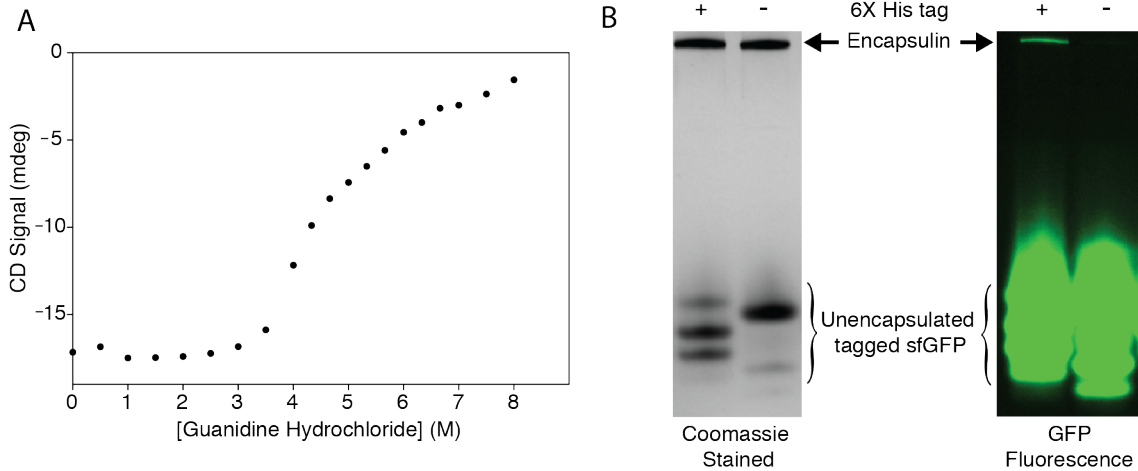 A
0
−5
−10
−15
CD Signal (mdeg)
0 1 2 3 4 5 6 7 8
[Guanidine Hydrochloride] (M)
B
+ - 6X His tag + -
Encapsulin
Unencapsulated
tagged sfGFP
Coomassie
Stained
GFP
Fluorescence